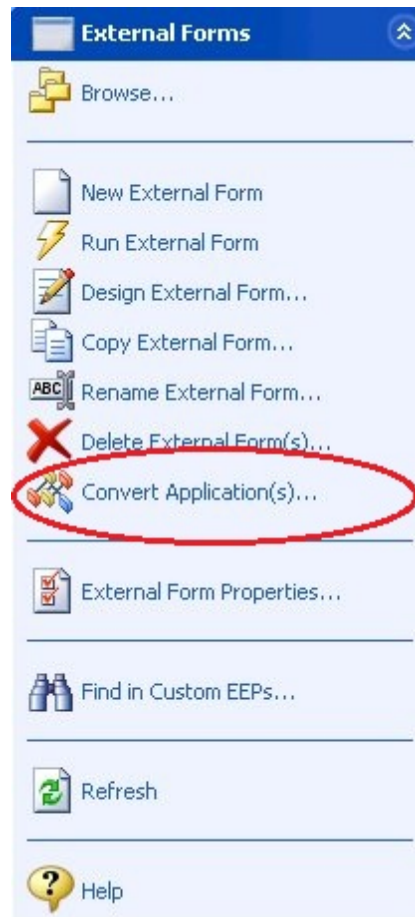 External Forms
Browse...
New External Form
Run External Form
Design External Form...
Copy External Form...
ABC
Rename External Form...
Delete External Form(s)...
Convert Application(s)...
External Form Properties...
Find in Custom EEPs...
Refresh
Help